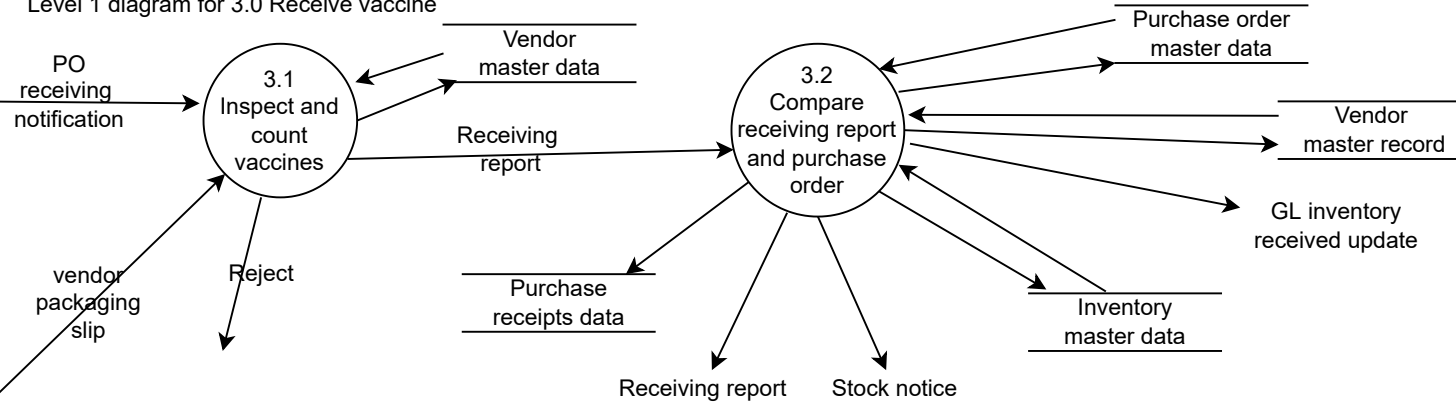 Level 1 diagram for 3.0 Receive vaccine
PO
receiving
notification
3.1
Inspect and
count
vaccines
Vendor
master data
Receiving
report
vendor
packaging
slip
Reject
3.2
Compare
receiving report
and purchase
order
Purchase order
master data
Vendor
master record
GL inventory
received update
Inventory
master data
Purchase
receipts data
Receiving report
Stock notice